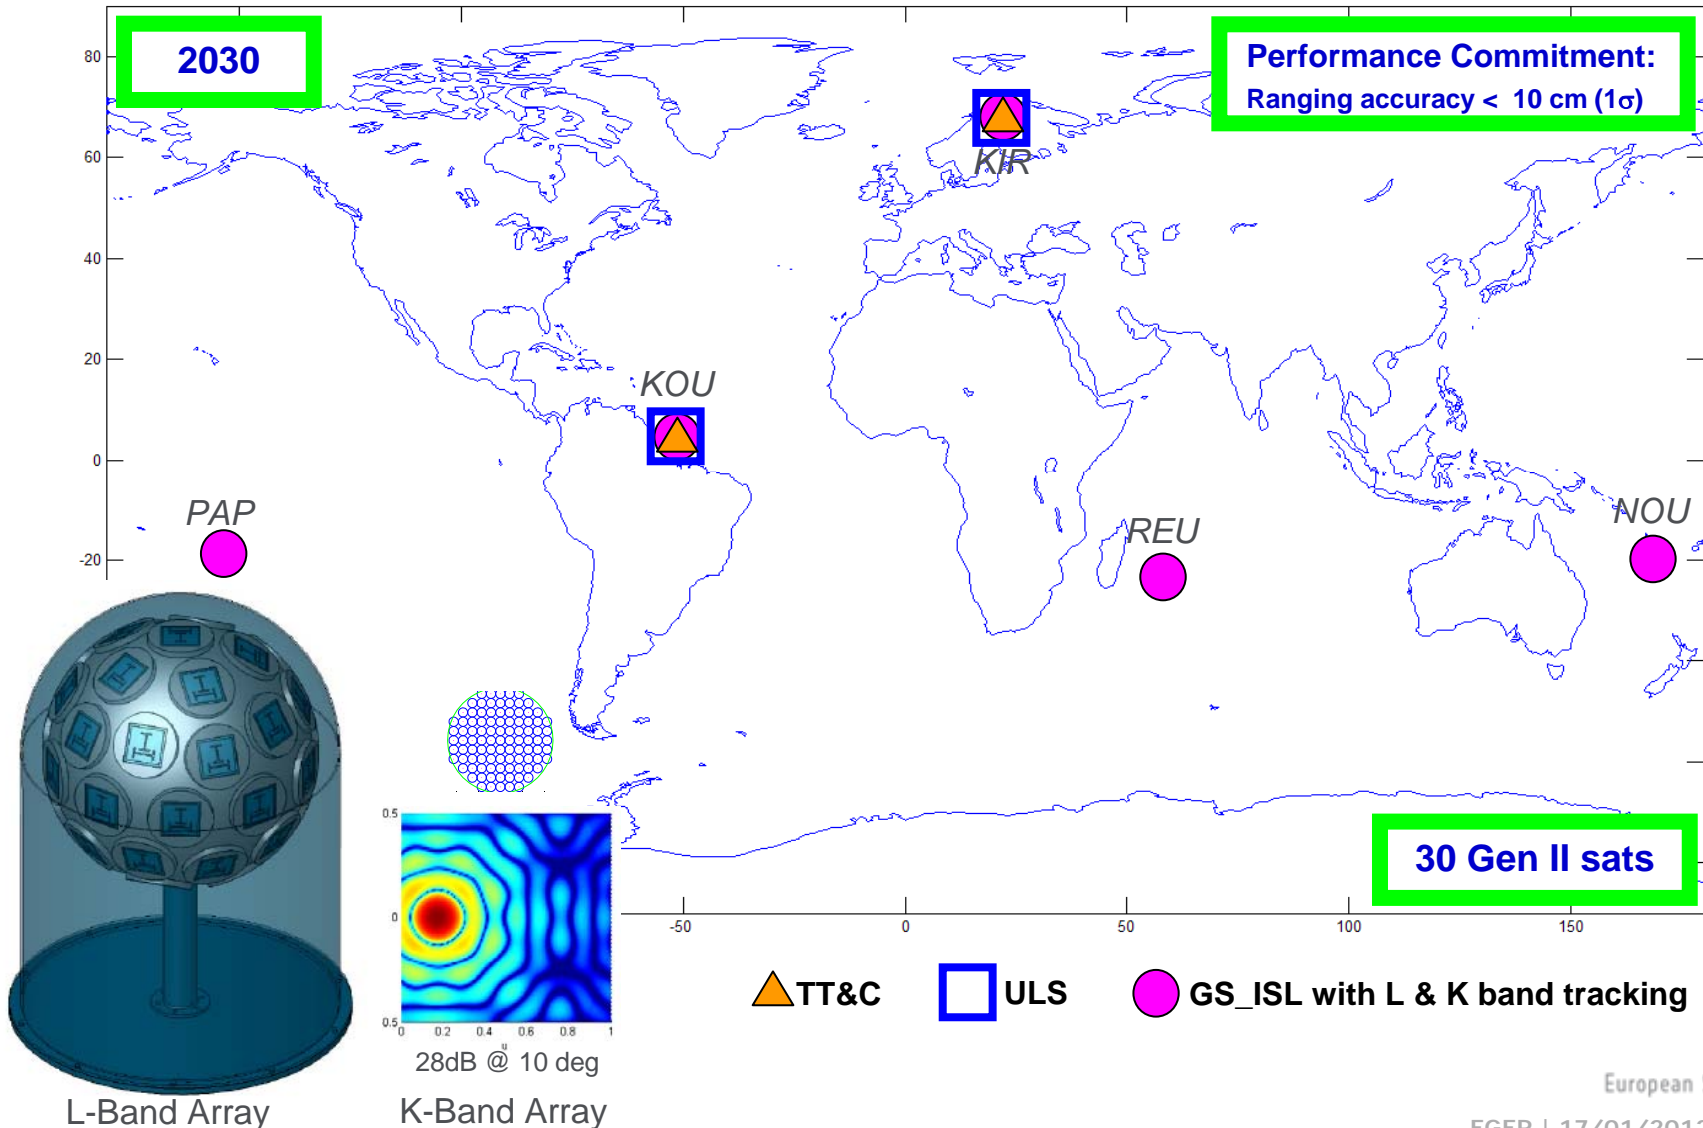 2030
Performance Commitment:
Ranging accuracy < 10 cm (1σ)
80
60
40
20
0
-20
KIR
KOU
PAP
REU
NOU
30 Gen II sats
-50
0
50
100
150
0.5
0
0.5
0
0.2
0.4
0.6
0.8
1
u
28dB @ 10 deg
L-Band Array
K-Band Array
TT&C
ULS
GS_ISL with L & K band tracking
European